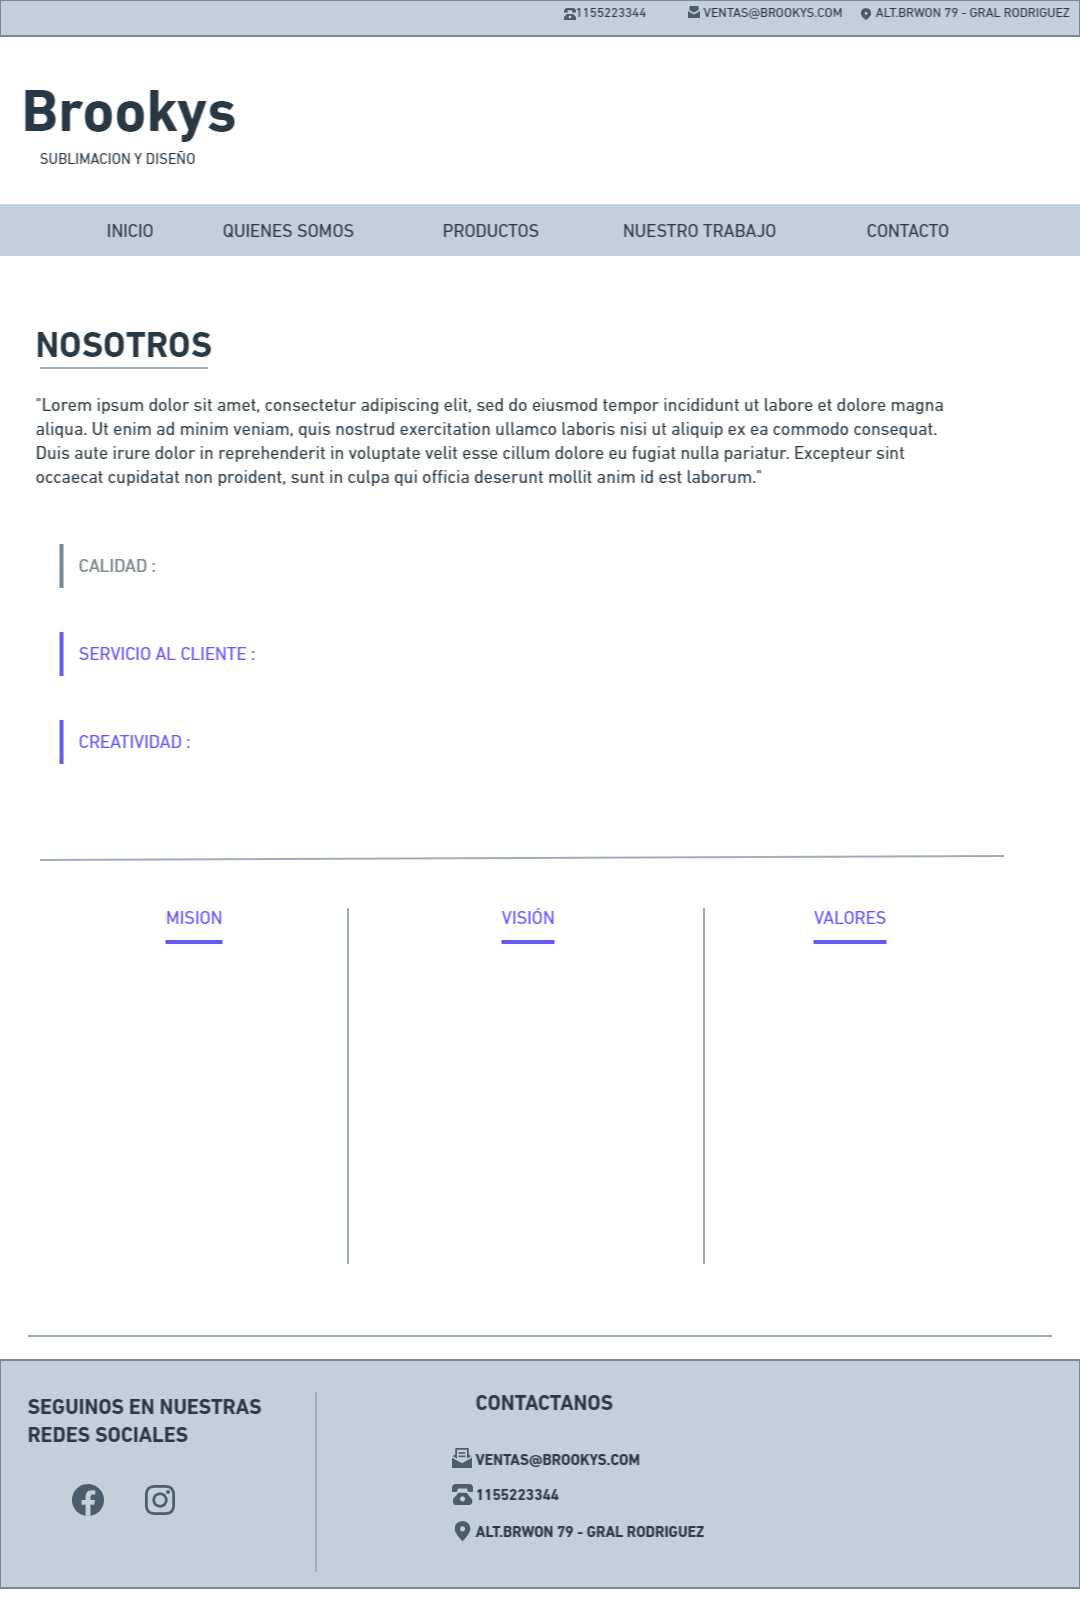 1155223344 VENTAS@BROOKYS.COM ALT.BRWON 79 - GRAL RODRIGUEZ
Brookys
SUBLIMACION Y DISEÑO
INICIO QUIENES SOMOS PRODUCTOS NUESTRO TRABAJO CONTACTO
NOSOTROS
"Lorem ipsum dolor sit amet, consectetur adipiscing elit, sed do eiusmod tempor incididunt ut labore et dolore magna
aliqua. Ut enim ad minim veniam, quis nostrud exercitation ullamco laboris nisi ut aliquip ex ea commodo consequat.
Duis aute irure dolor in reprehenderit in voluptate velit esse cillum dolore eu fugiat nulla pariatur. Excepteur sint
occaecat cupidatat non proident, sunt in culpa qui officia deserunt mollit anim id est laborum."
CALIDAD :
SERVICIO AL CLIENTE :
CREATIVIDAD :
MISION VISIÓN VALORES
SEGUINOS EN NUESTRAS
REDES SOCIALES
CONTACTANOS
VENTAS@BROOKYS.COM
1155223344
ALT.BRWON 79 - GRAL RODRIGUEZ